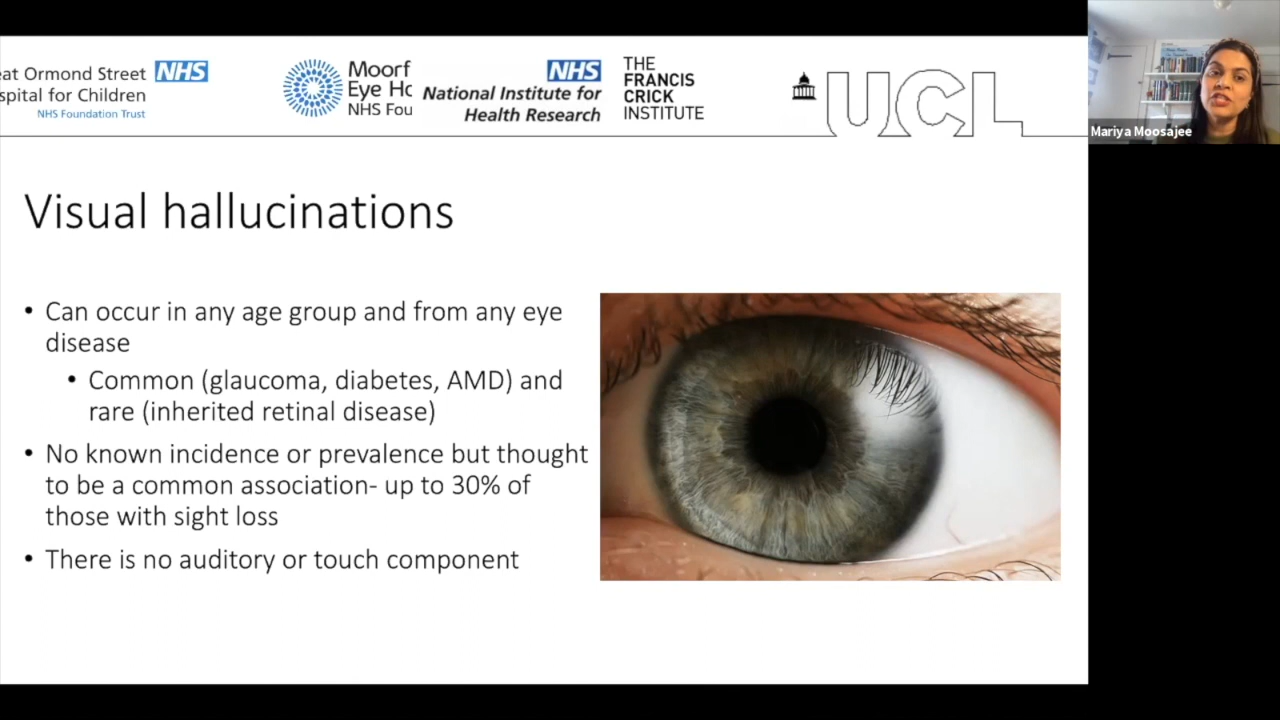 eat Ormond Street NHS
spital for Children
NHS Foundation Trust
Moorf
Eye Hc
NHS Fou
NHS
National Institute for
Health Research
THE
FRANCIS
CRICK
INSTITUTE
UCL
Mariya Moosajee
Visual hallucinations
• Can occur in any age group and from any eye
disease
• Common (glaucoma, diabetes, AMD) and
rare (inherited retinal disease)
• No known incidence or prevalence but thought
to be a common association- up to 30% of
those with sight loss
• There is no auditory or touch component